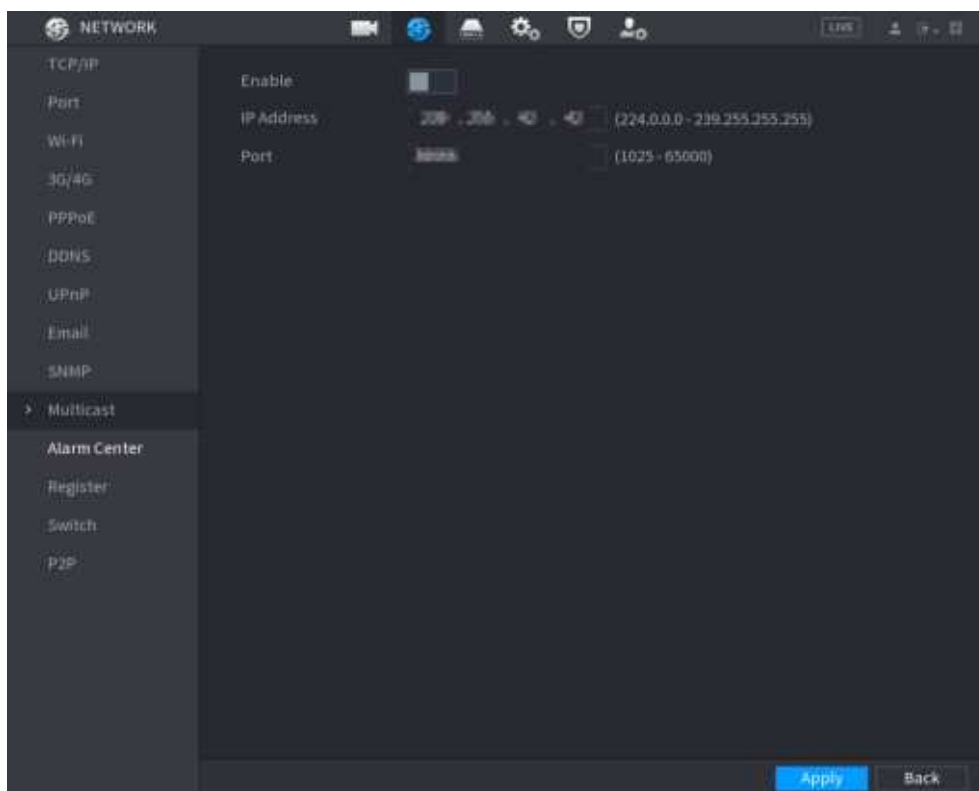 NETWORK
LIVE
TCP/IP
Port
Wi-Fi
3G/4G
PPPoE
DDNS
UPnP
Email
SNMP
Multicast
Alarm Center
Register
Switch
P2P
Enable
IP Address
(224.0.0.0 - 239.255.255.255)
Port
(1025 - 65000)
Apply
Back